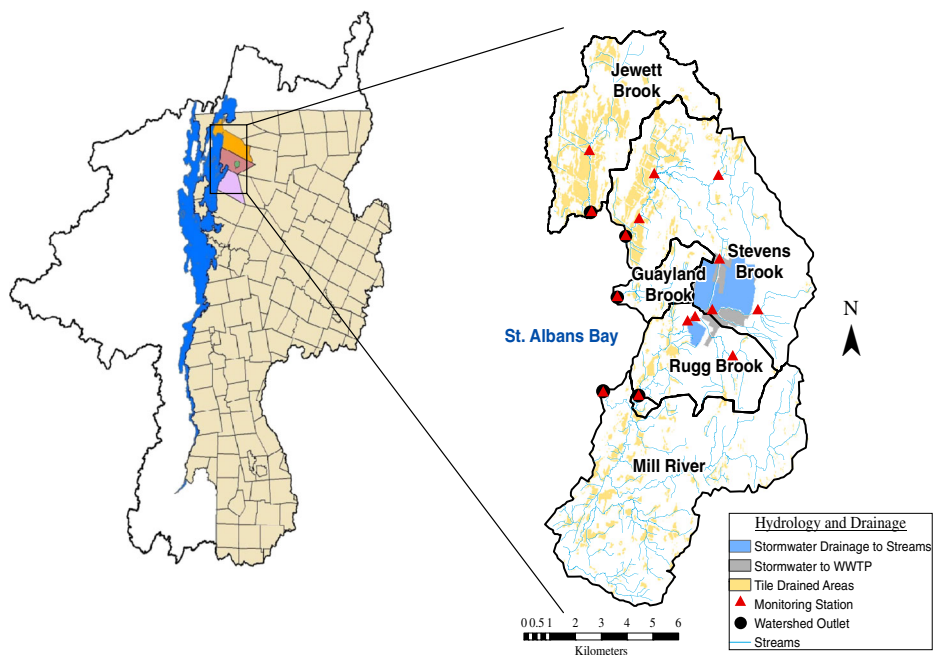 Jewett
Brook
Stevens
Brook
Guayland
Brook
N
St. Albans Bay
Rugg Brook
Mill River
Hydrology and Drainage
Stormwater Drainage to Streams
Stormwater to WWTP
Tile Drained Areas
Monitoring Station
Watershed Outlet
Streams
0 0.5 1 2 3 4 5 6
Kilometers